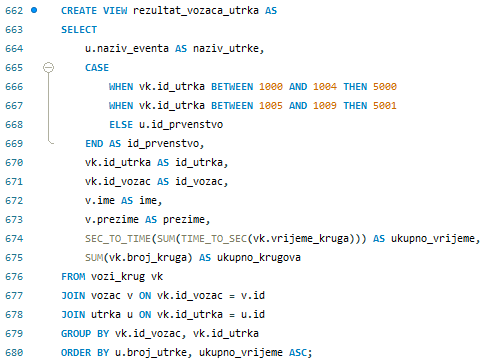 662 CREATE VIEW rezultat_vozaca_utrka AS
663 SELECT
664 u.naziv_eventa AS naziv_utrke,
665 CASE
666 WHEN vk.id_utrka BETWEEN 1000 AND 1004 THEN 5000
667 WHEN vk.id_utrka BETWEEN 1005 AND 1009 THEN 5001
668 ELSE u.id_prvenstvo
669 END AS id_prvenstvo,
670 vk.id_utrka AS id_utrka,
671 vk.id_vozac AS id_vozac,
672 v.ime AS ime,
673 v.prezime AS prezime,
674 SEC_TO_TIME(SUM(TIME_TO_SEC(vk.vrijeme_kruga))) AS ukupno_vrijeme,
675 SUM(vk.broj_kruga) AS ukupno_krugova
676 FROM vozi_krug vk
677 JOIN vozac v ON vk.id_vozac = v.id
678 JOIN utrka u ON vk.id_utrka = u.id
679 GROUP BY vk.id_vozac, vk.id_utrka
680 ORDER BY u.broj_utrke, ukupno_vrijeme ASC;